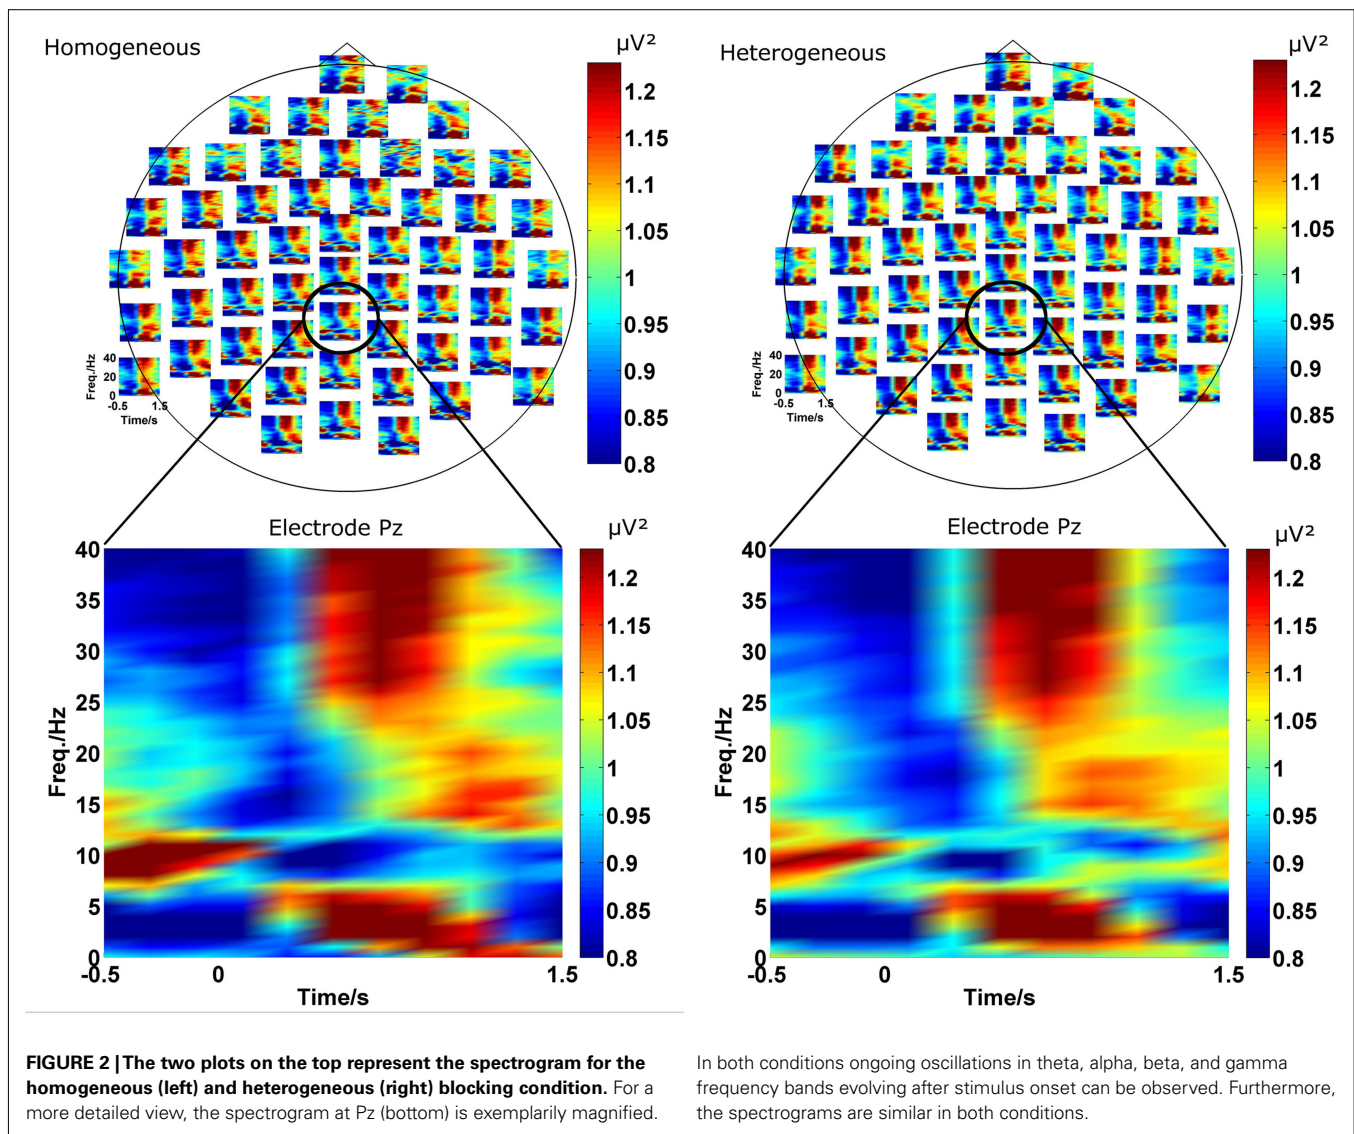 Homogeneous
µV²
1.2
1.15
1.1
1.05
1
0.95
0.9
0.85
0.8
Freq./Hz
40
20
0
-0.5 1.5
Time/s
Heterogeneous
µV²
1.2
1.15
1.1
1.05
1
0.95
0.9
0.85
0.8
Freq./Hz
40
20
0
-0.5 1.5
Time/s
Electrode Pz
µV²
Freq./Hz
40
35
30
25
20
15
10
5
0
-0.5 0 1.5
Time/s
1.2
1.15
1.1
1.05
1
0.95
0.9
0.85
0.8
Electrode Pz
µV²
Freq./Hz
40
35
30
25
20
15
10
5
0
-0.5 0 1.5
Time/s
1.2
1.15
1.1
1.05
1
0.95
0.9
0.85
0.8
FIGURE 2 | The two plots on the top represent the spectrogram for the
homogeneous (left) and heterogeneous (right) blocking condition. For a
more detailed view, the spectrogram at Pz (bottom) is exemplarily magnified.
In both conditions ongoing oscillations in theta, alpha, beta, and gamma
frequency bands evolving after stimulus onset can be observed. Furthermore,
the spectrograms are similar in both conditions.